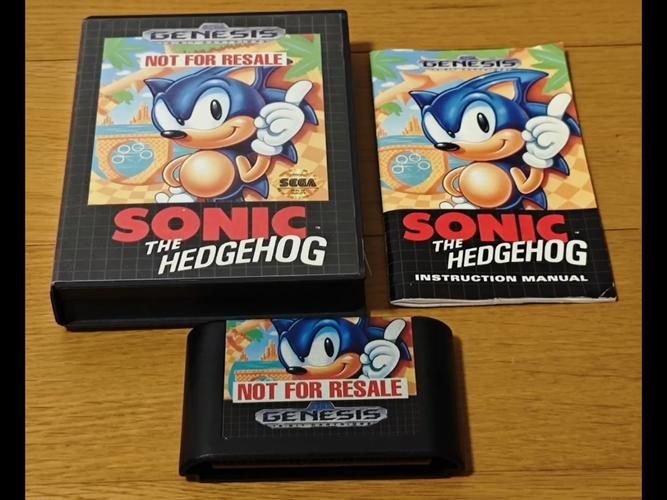 GENESIS
NOT FOR RESALE
SEGA
SONIC
THE
HEDGEHOG
GENESIS
SONIC
THE
HEDGEHOG
INSTRUCTION MANUAL
NOT FOR RESALE
GENESIS